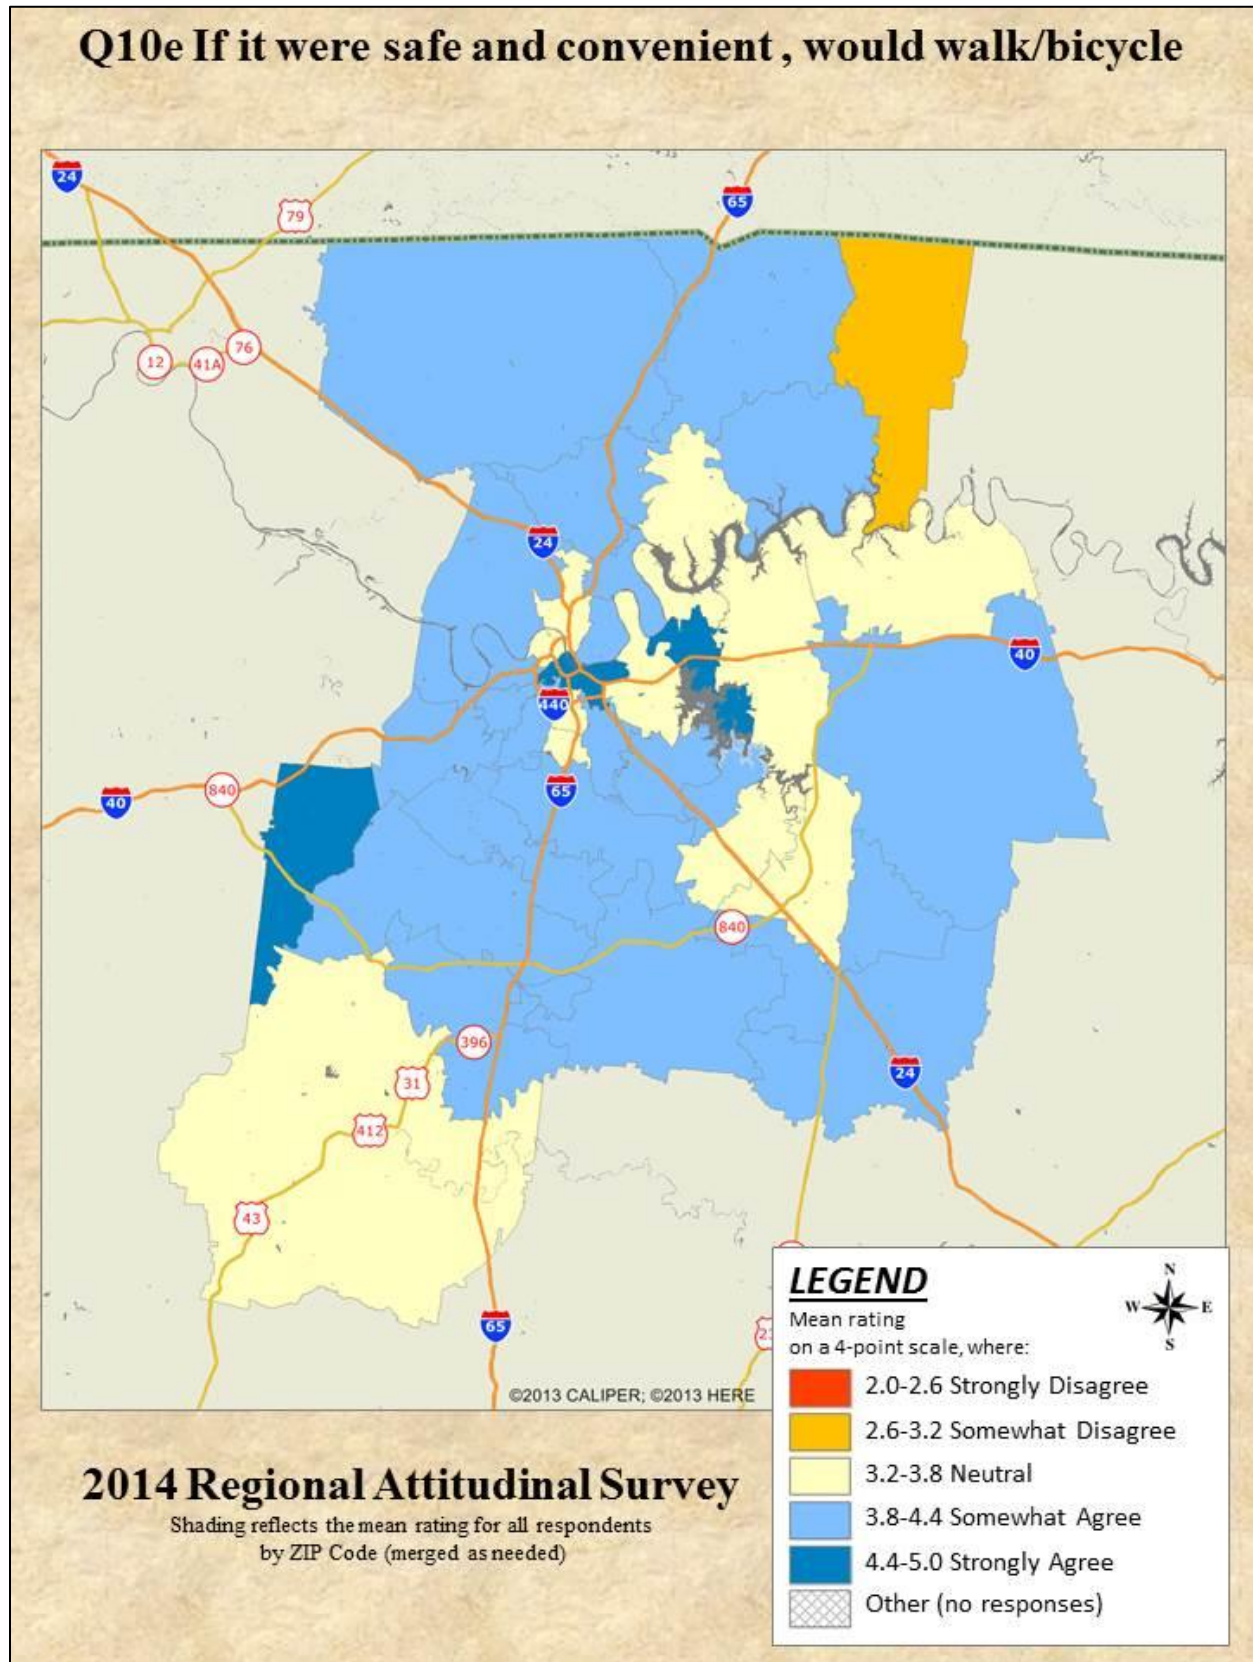 Q10e If it were safe and convenient , would walk/bicycle
24
65
79
12
41A
76
24
40
440
840
40
65
840
396
31
24
412
43
65
©2013 CALIPER; ©2013 HERE
LEGEND
N
W E
S
Mean rating
on a 4-point scale, where:
2.0-2.6 Strongly Disagree
2.6-3.2 Somewhat Disagree
3.2-3.8 Neutral
3.8-4.4 Somewhat Agree
4.4-5.0 Strongly Agree
Other (no responses)
2014 Regional Attitudinal Survey
Shading reflects the mean rating for all respondents
by ZIP Code (merged as needed)